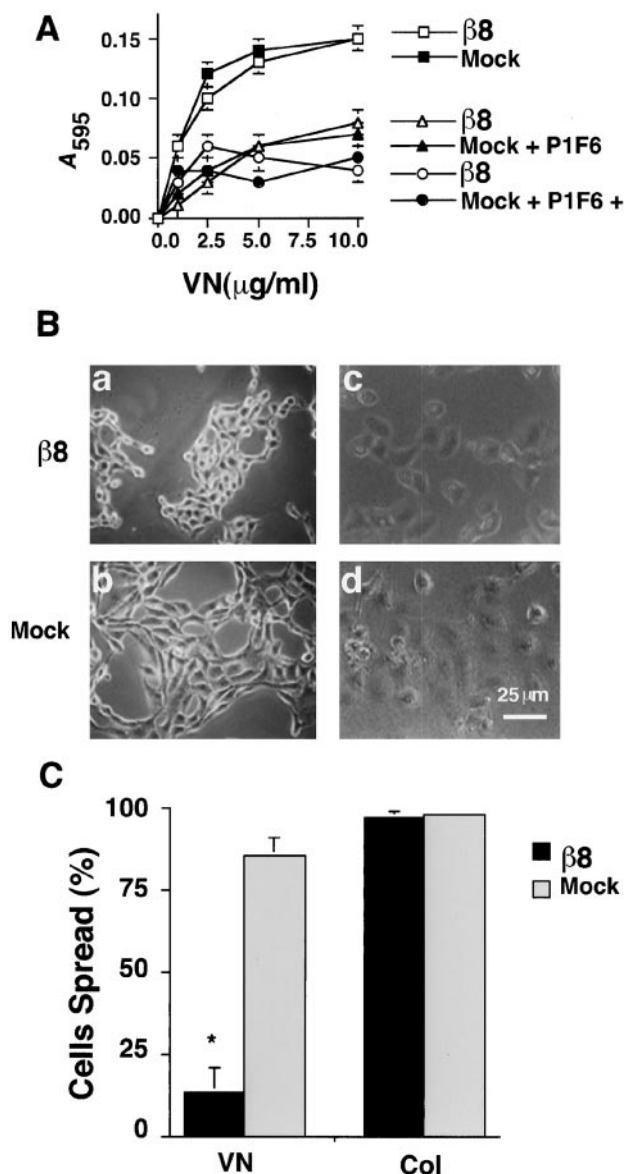 A
0.15
0.10
0.05
0.00
A595
0.0 2.5 5.0 7.5 10.0
VN(µg/ml)
β8
Mock
β8
Mock + P1F6
β8
Mock + P1F6 +
B
β8
Mock
a
c
b
d
25 µm
C
100
75
50
25
0
Cells Spread (%)
*
VN Col
β8
Mock